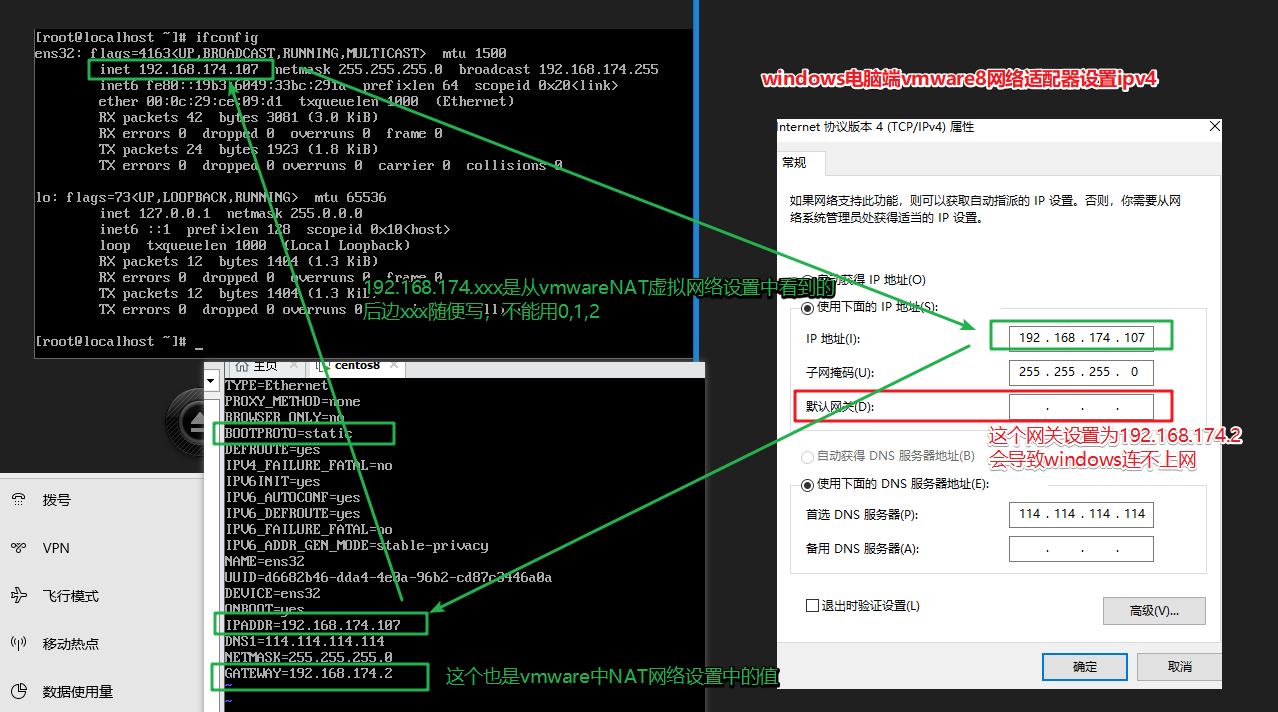 [root@localhost ~]# ifconfig
ens32: flags=4163<UP,BROADCAST,RUNNING,MULTICAST>  mtu 1500
inet 192.168.174.107  netmask 255.255.255.0  broadcast 192.168.174.255
inet6 fe80::19b3:6049:33bc:291a  prefixlen 64  scopeid 0x20<link>
ether 00:0c:29:ce:09:d1  txqueuelen 1000  (Ethernet)
RX packets 42  bytes 3081 (3.0 KiB)
RX errors 0  dropped 0  overruns 0  frame 0
TX packets 24  bytes 1923 (1.8 KiB)
TX errors 0  dropped 0 overruns 0  carrier 0  collisions 0
lo: flags=73<UP,LOOPBACK,RUNNING>  mtu 65536
inet 127.0.0.1  netmask 255.0.0.0
inet6 ::1  prefixlen 128  scopeid 0x10<host>
loop  txqueuelen 1000  (Local Loopback)
RX packets 12  bytes 1404 (1.3 KiB)
RX errors 0  dropped 0  overruns 0  frame 0
TX packets 12  bytes 1404 (1.3 KiB)
TX errors 0  dropped 0 overruns 0
[root@localhost ~]# _
192.168.174.xxx是从vmwareNAT虚拟网络设置中看到的
后边xxx随便写，不能用0,1,2
主页
centos8
TYPE=Ethernet
PROXY_METHOD=none
BROWSER_ONLY=no
BOOTPROTO=static
DEFROUTE=yes
IPV4_FAILURE_FATAL=no
IPV6INIT=yes
IPV6_AUTOCONF=yes
IPV6_DEFROUTE=yes
IPV6_FAILURE_FATAL=no
IPV6_ADDR_GEN_MODE=stable-privacy
NAME=ens32
UUID=d6682b46-dda4-4e0a-96b2-cd87c3446a0a
DEVICE=ens32
ONBOOT=yes
IPADDR=192.168.174.107
DNS1=114.114.114.114
NETMASK=255.255.255.0
GATEWAY=192.168.174.2
~
~
这个也是vmware中NAT网络设置中的值
拨号
VPN
飞行模式
移动热点
数据使用量
windows电脑端vmware8网络适配器设置ipv4
Internet 协议版本 4 (TCP/IPv4) 属性
常规
如果网络支持此功能，则可以获取自动指派的 IP 设置。否则，你需要从网
络系统管理员处获得适当的 IP 设置。
自动获得 IP 地址(O)
使用下面的 IP 地址(S):
IP 地址(I): 192 . 168 . 174 . 107
子网掩码(U): 255 . 255 . 255 . 0
默认网关(D): . . .
这个网关设置为192.168.174.2
会导致windows连不上网
自动获得 DNS 服务器地址(B)
使用下面的 DNS 服务器地址(E):
首选 DNS 服务器(P): 114 . 114 . 114 . 114
备用 DNS 服务器(A): . . .
退出时验证设置(L)
高级(V)...
确定
取消